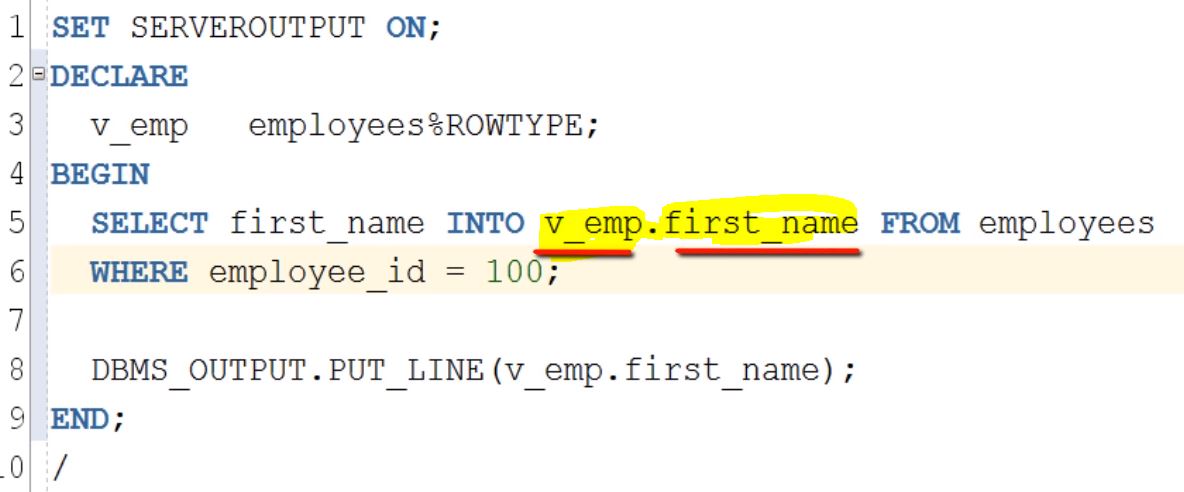 1 SET SERVEROUTPUT ON;
2 DECLARE
3   v_emp   employees%ROWTYPE;
4 BEGIN
5   SELECT first_name INTO v_emp.first_name FROM employees
6   WHERE employee_id = 100;
7
8   DBMS_OUTPUT.PUT_LINE(v_emp.first_name);
9 END;
10 /